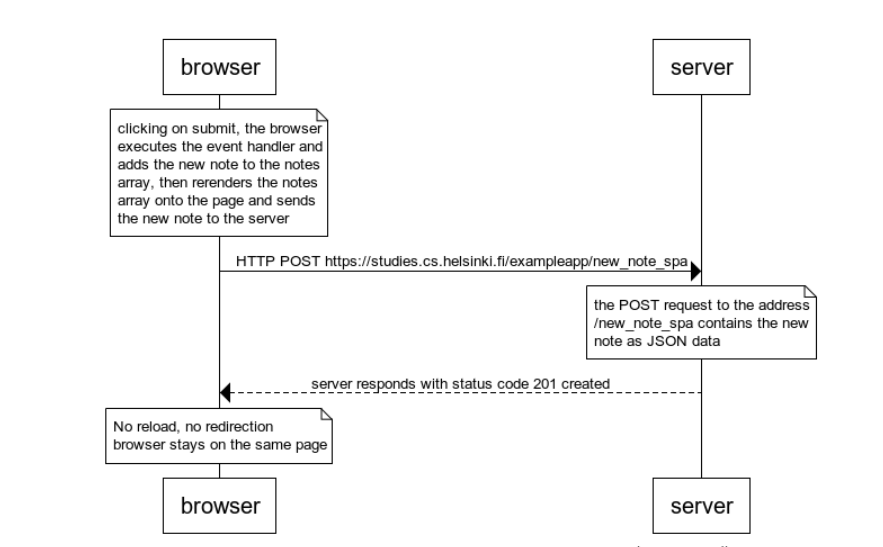 browser
server
clicking on submit, the browser
executes the event handler and
adds the new note to the notes
array, then rerenders the notes
array onto the page and sends
the new note to the server
HTTP POST https://studies.cs.helsinki.fi/exampleapp/new_note_spa
the POST request to the address
/new_note_spa contains the new
note as JSON data
server responds with status code 201 created
No reload, no redirection
browser stays on the same page
browser
server